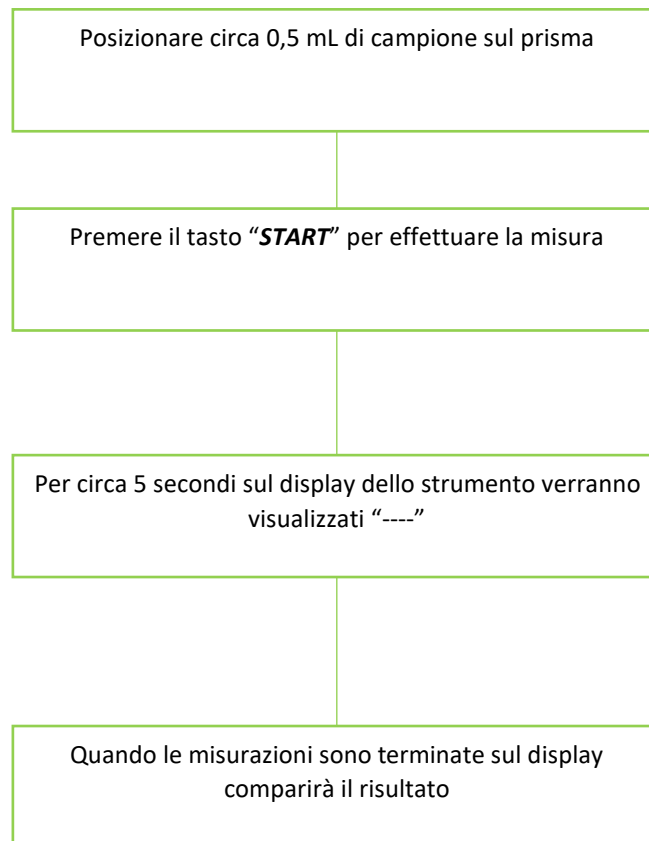 Posizionare circa 0,5 mL di campione sul prisma
Premere il tasto “START” per effettuare la misura
Per circa 5 secondi sul display dello strumento verranno
visualizzati “----”
Quando le misurazioni sono terminate sul display
comparirà il risultato